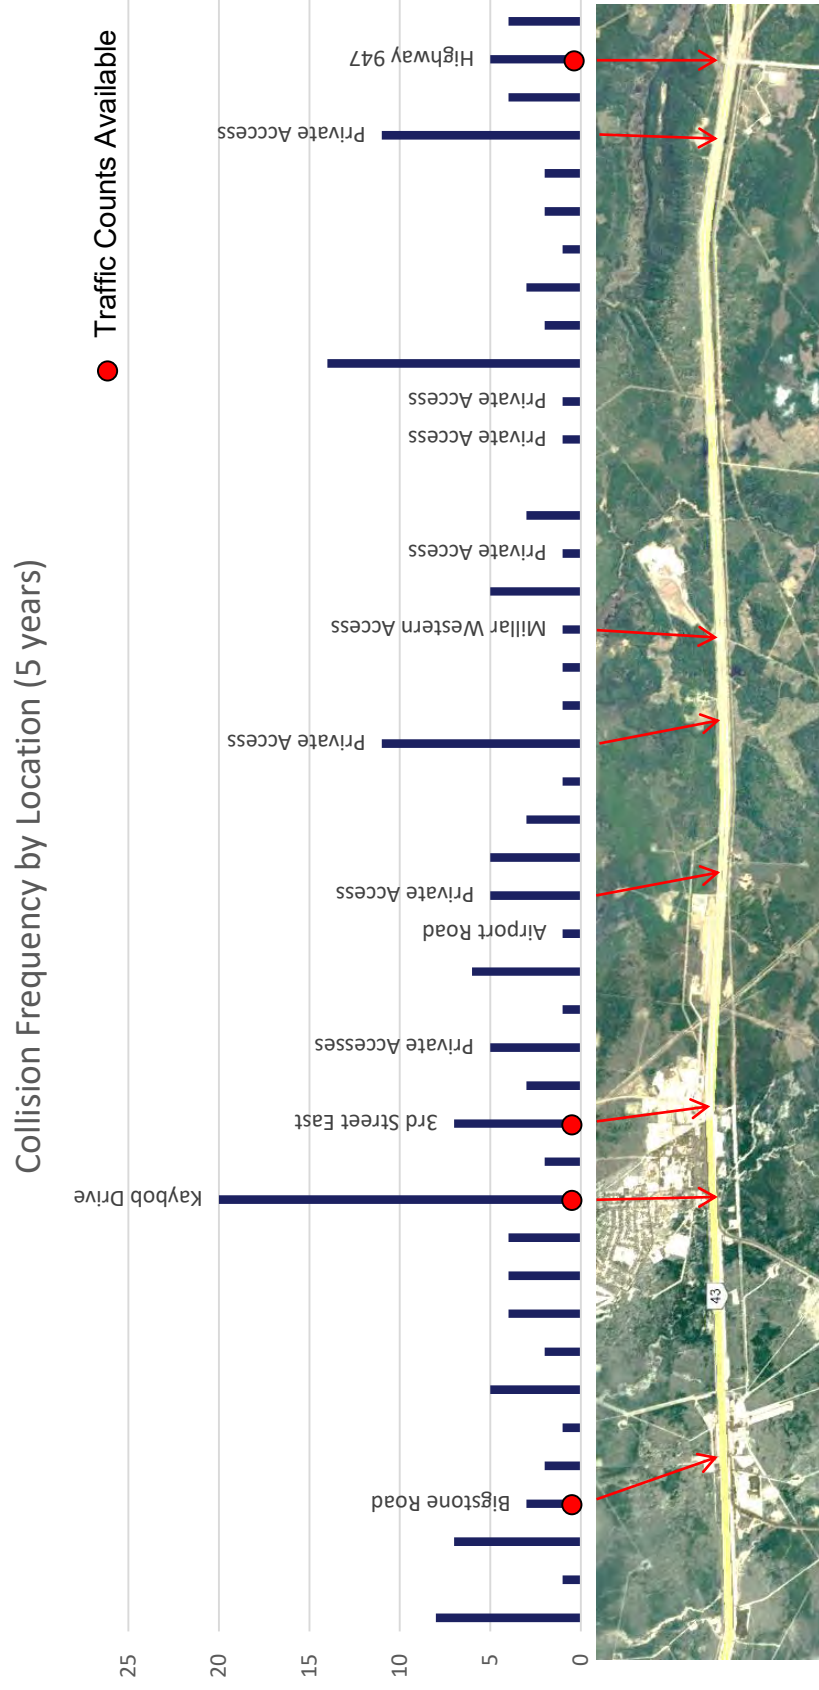 Collision Frequency by Location (5 years)
Traffic Counts Available
25
20
15
10
5
0
Bigstone Road
Kaybob Drive
3rd Street East
Private Accesses
Airport Road
Private Access
Private Access
Millar Western Access
Private Access
Private Access
Private Access
Private Acccess
Highway 947
43